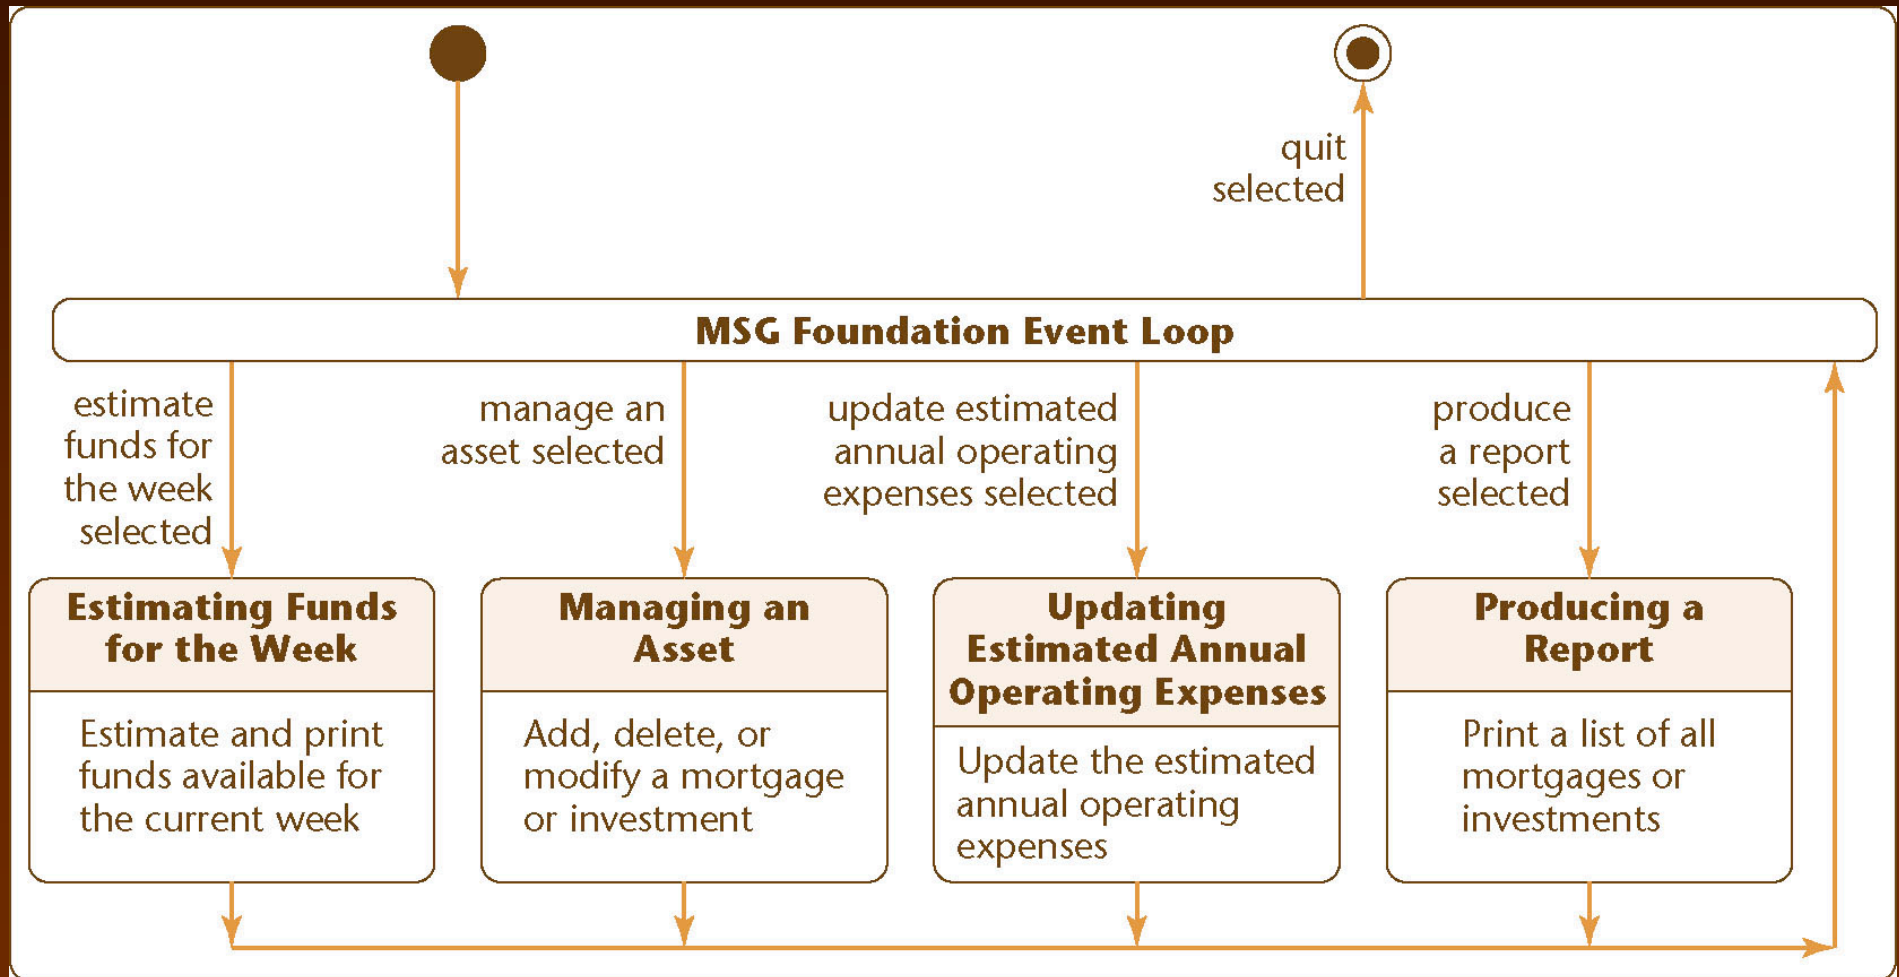 quit
selected
MSG Foundation Event Loop
estimate
funds for
the week
selected
manage an
asset selected
update estimated
annual operating
expenses selected
produce
a report
selected
Estimating Funds
for the Week
Estimate and print
funds available for
the current week
Managing an
Asset
Add, delete, or
modify a mortgage
or investment
Updating
Estimated Annual
Operating Expenses
Update the estimated
annual operating
expenses
Producing a
Report
Print a list of all
mortgages or
investments